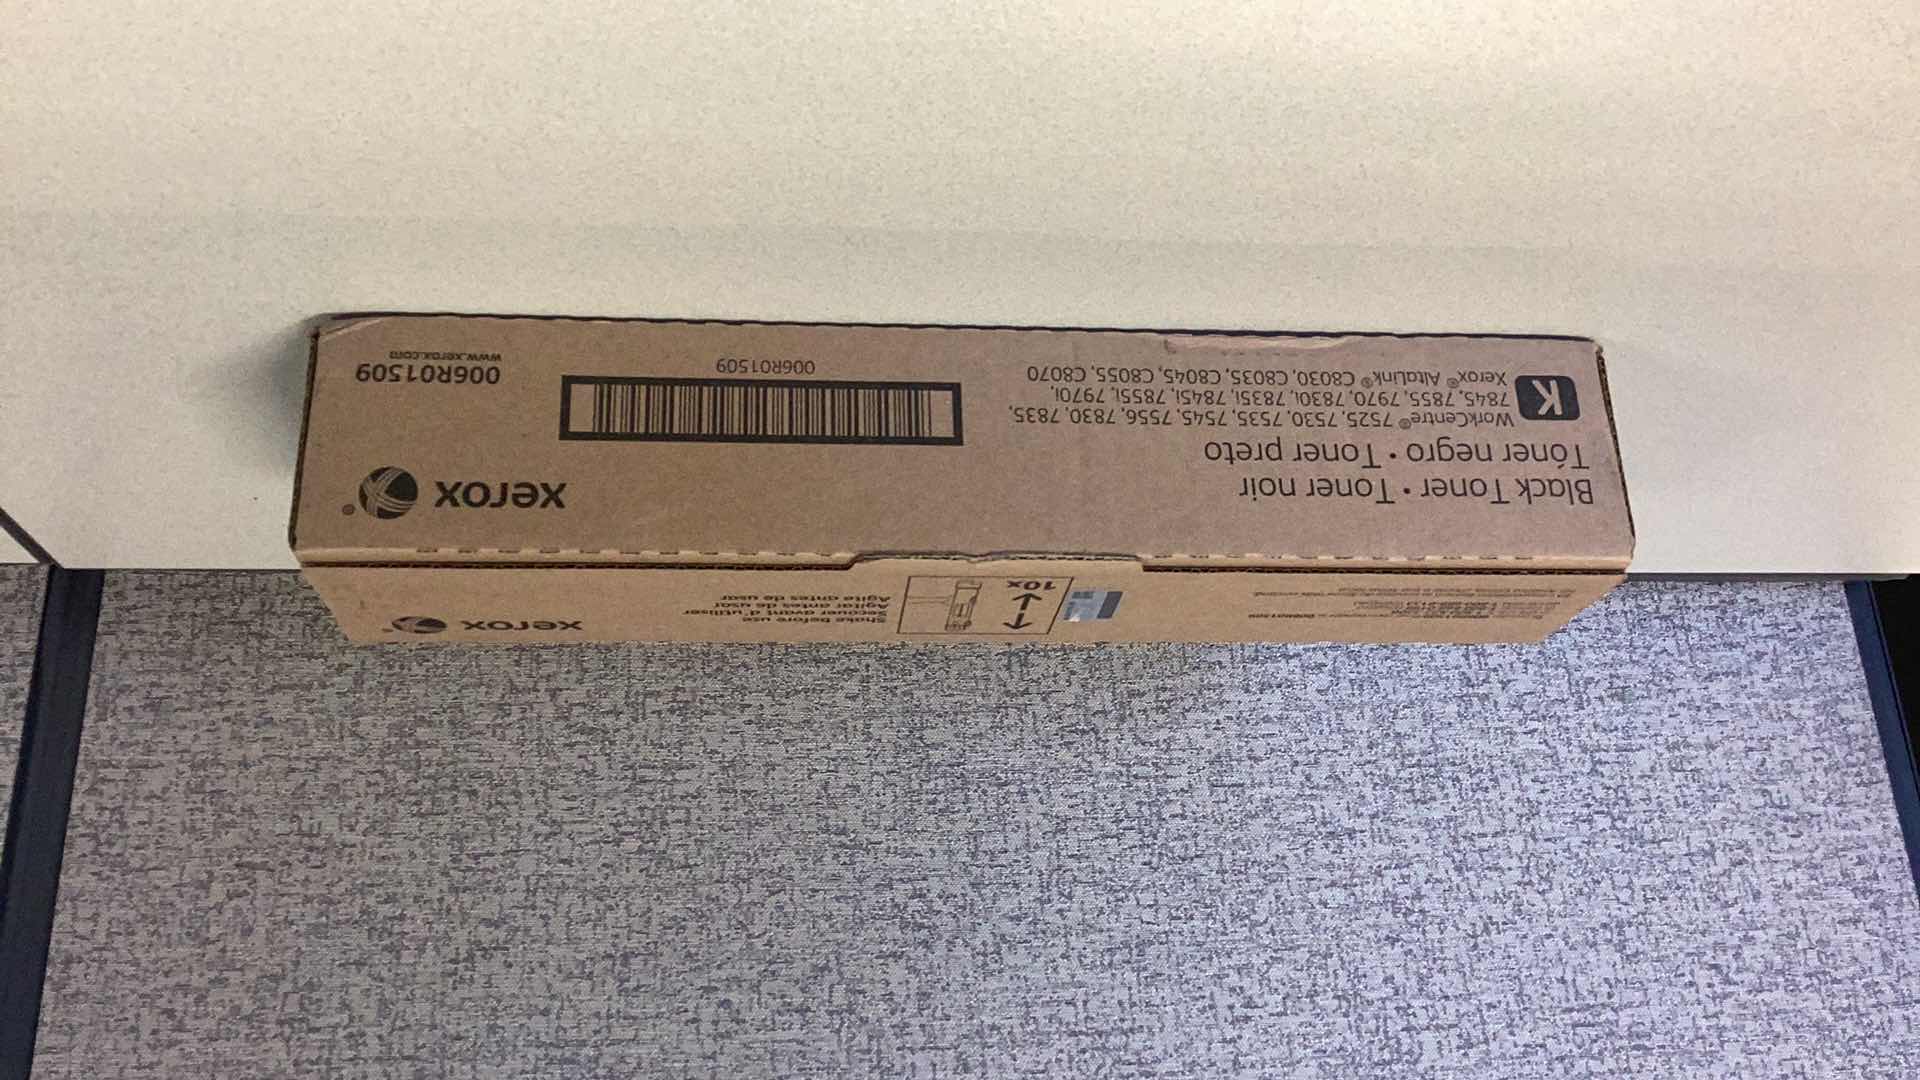 Black Toner • Toner noir
Tóner negro • Toner preto
K
WorkCentre® 7525, 7530, 7535, 7545, 7556, 7830, 7835,
7845, 7855, 7970, 7830i, 7835i, 7845i, 7855i, 7970i,
Xerox® AltaLink® C8030, C8035, C8045, C8055, C8070
xerox ®
006R01509
006R01509
www.xerox.com
10x
Shake before use
Secouer avant d'utiliser
Agitar antes de usar
Agite antes de usar
xerox